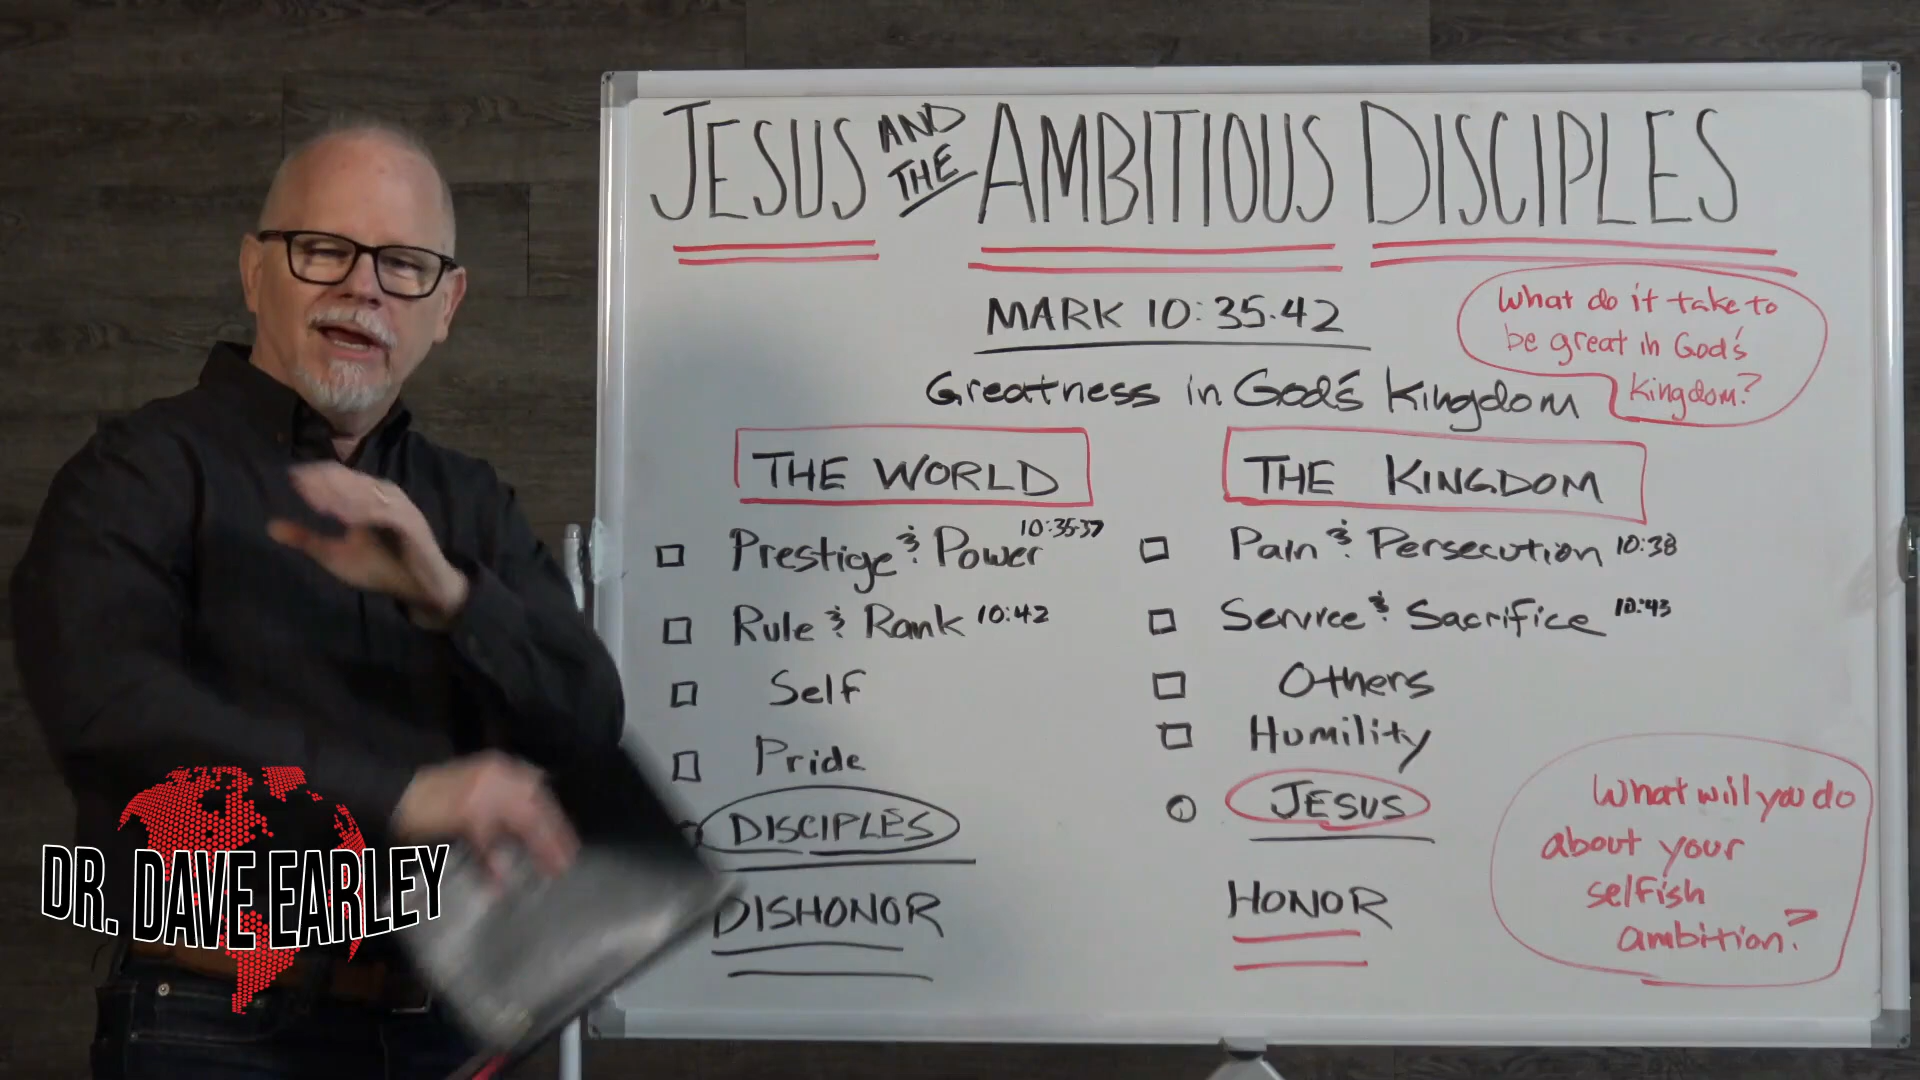 JESUS AND THE AMBITIOUS DISCIPLES
MARK 10:35-42
What do it take to
be great in God's
kingdom?
Greatness in God's Kingdom
THE WORLD
Prestige & Power 10:35-37
Rule & Rank 10:42
Self
Pride
DISCIPLES
DISHONOR
THE KINGDOM
Pain & Persecution 10:38
Service & Sacrifice 10:43
Others
Humility
JESUS
HONOR
What will you do
about your
selfish
ambition?
DR. DAVE EARLEY